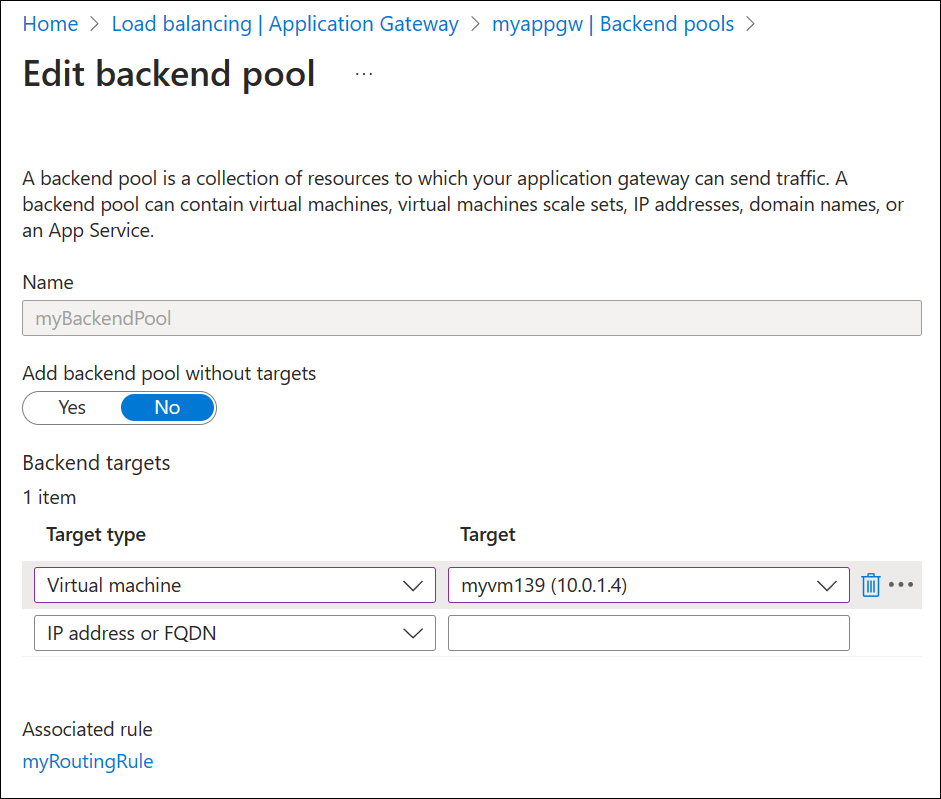 Home > Load balancing | Application Gateway > myappgw | Backend pools >
Edit backend pool ...
A backend pool is a collection of resources to which your application gateway can send traffic. A
backend pool can contain virtual machines, virtual machines scale sets, IP addresses, domain names, or
an App Service.
Name
myBackendPool
Add backend pool without targets
Yes No
Backend targets
1 item
Target type Target
Virtual machine myvm139 (10.0.1.4)
IP address or FQDN
Associated rule
myRoutingRule